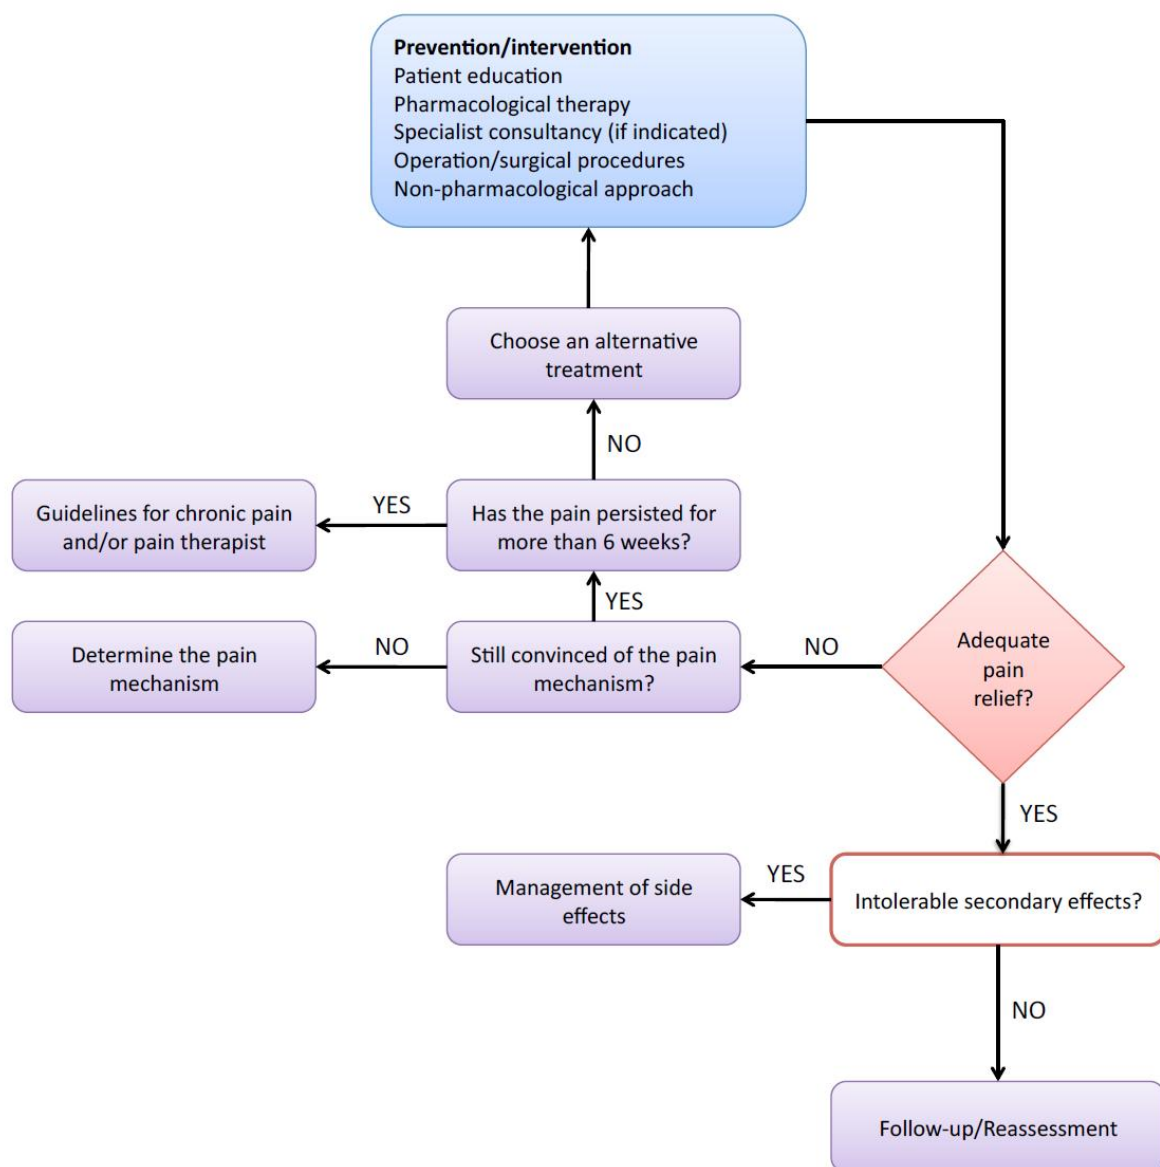 Prevention/intervention
Patient education
Pharmacological therapy
Specialist consultancy (if indicated)
Operation/surgical procedures
Non-pharmacological approach
Choose an alternative
treatment
NO
Guidelines for chronic pain
and/or pain therapist
YES
Has the pain persisted for
more than 6 weeks?
YES
Determine the pain
mechanism
NO
Still convinced of the pain
mechanism?
NO
Adequate
pain
relief?
YES
Management of side
effects
YES
Intolerable secondary effects?
NO
Follow-up/Reassessment